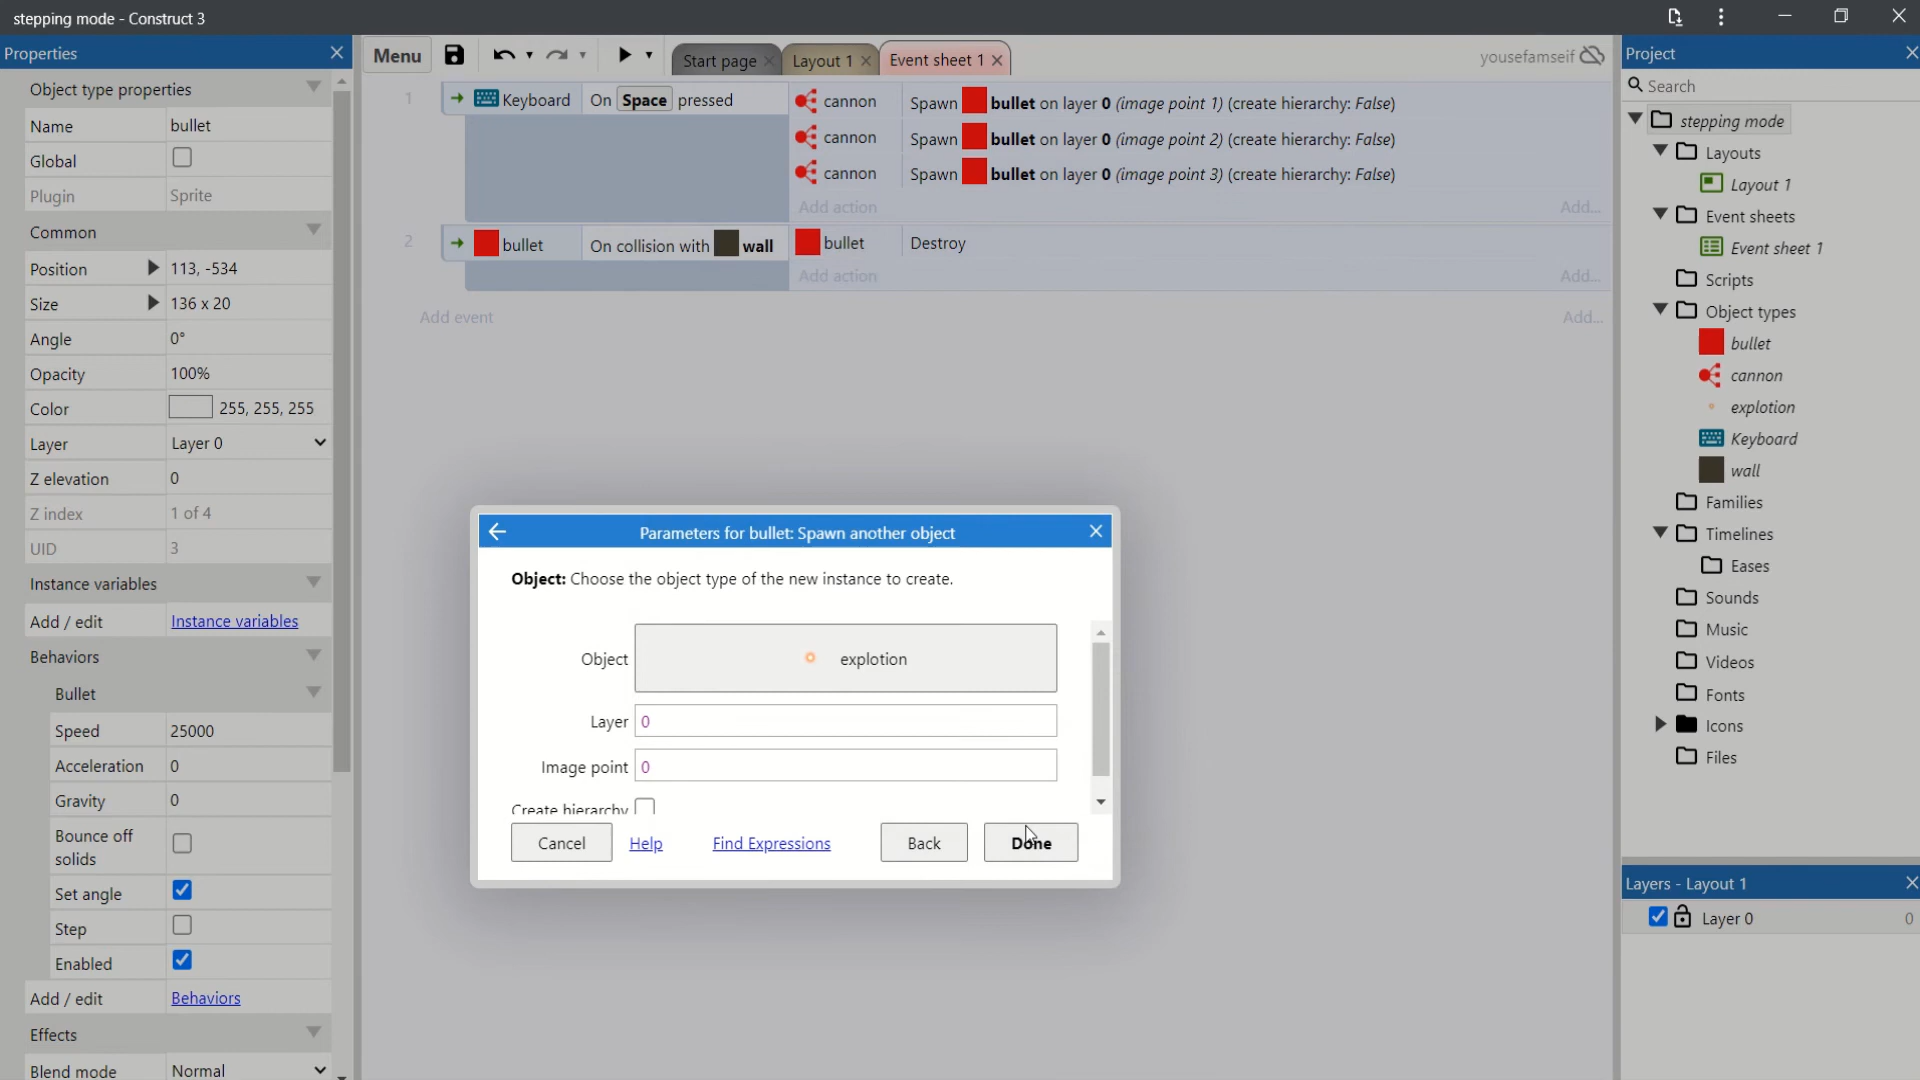 stepping mode - Construct 3
Properties
Object type properties
Name bullet
Global
Plugin Sprite
Common
Position 113, -534
Size 136 x 20
Angle 0°
Opacity 100%
Color 255, 255, 255
Layer Layer 0
Z elevation 0
Z index 1 of 4
UID 3
Instance variables
Add / edit Instance variables
Behaviors
Bullet
Speed 25000
Acceleration 0
Gravity 0
Bounce off
solids
Set angle
Step
Enabled
Add / edit Behaviors
Effects
Blend mode Normal
Menu
Start page
Layout 1
Event sheet 1
yousefamseif
1 Keyboard On Space pressed cannon Spawn bullet on layer 0 (image point 1) (create hierarchy: False)
cannon Spawn bullet on layer 0 (image point 2) (create hierarchy: False)
cannon Spawn bullet on layer 0 (image point 3) (create hierarchy: False)
Add action Add...
2 bullet On collision with wall bullet Destroy
Add action Add...
Add event Add...
Parameters for bullet: Spawn another object
Object: Choose the object type of the new instance to create.
Object explotion
Layer 0
Image point 0
Create hierarchy
Cancel Help Find Expressions Back Done
Project
Search
stepping mode
Layouts
Layout 1
Event sheets
Event sheet 1
Scripts
Object types
bullet
cannon
explotion
Keyboard
wall
Families
Timelines
Eases
Sounds
Music
Videos
Fonts
Icons
Files
Layers - Layout 1
Layer 0 0